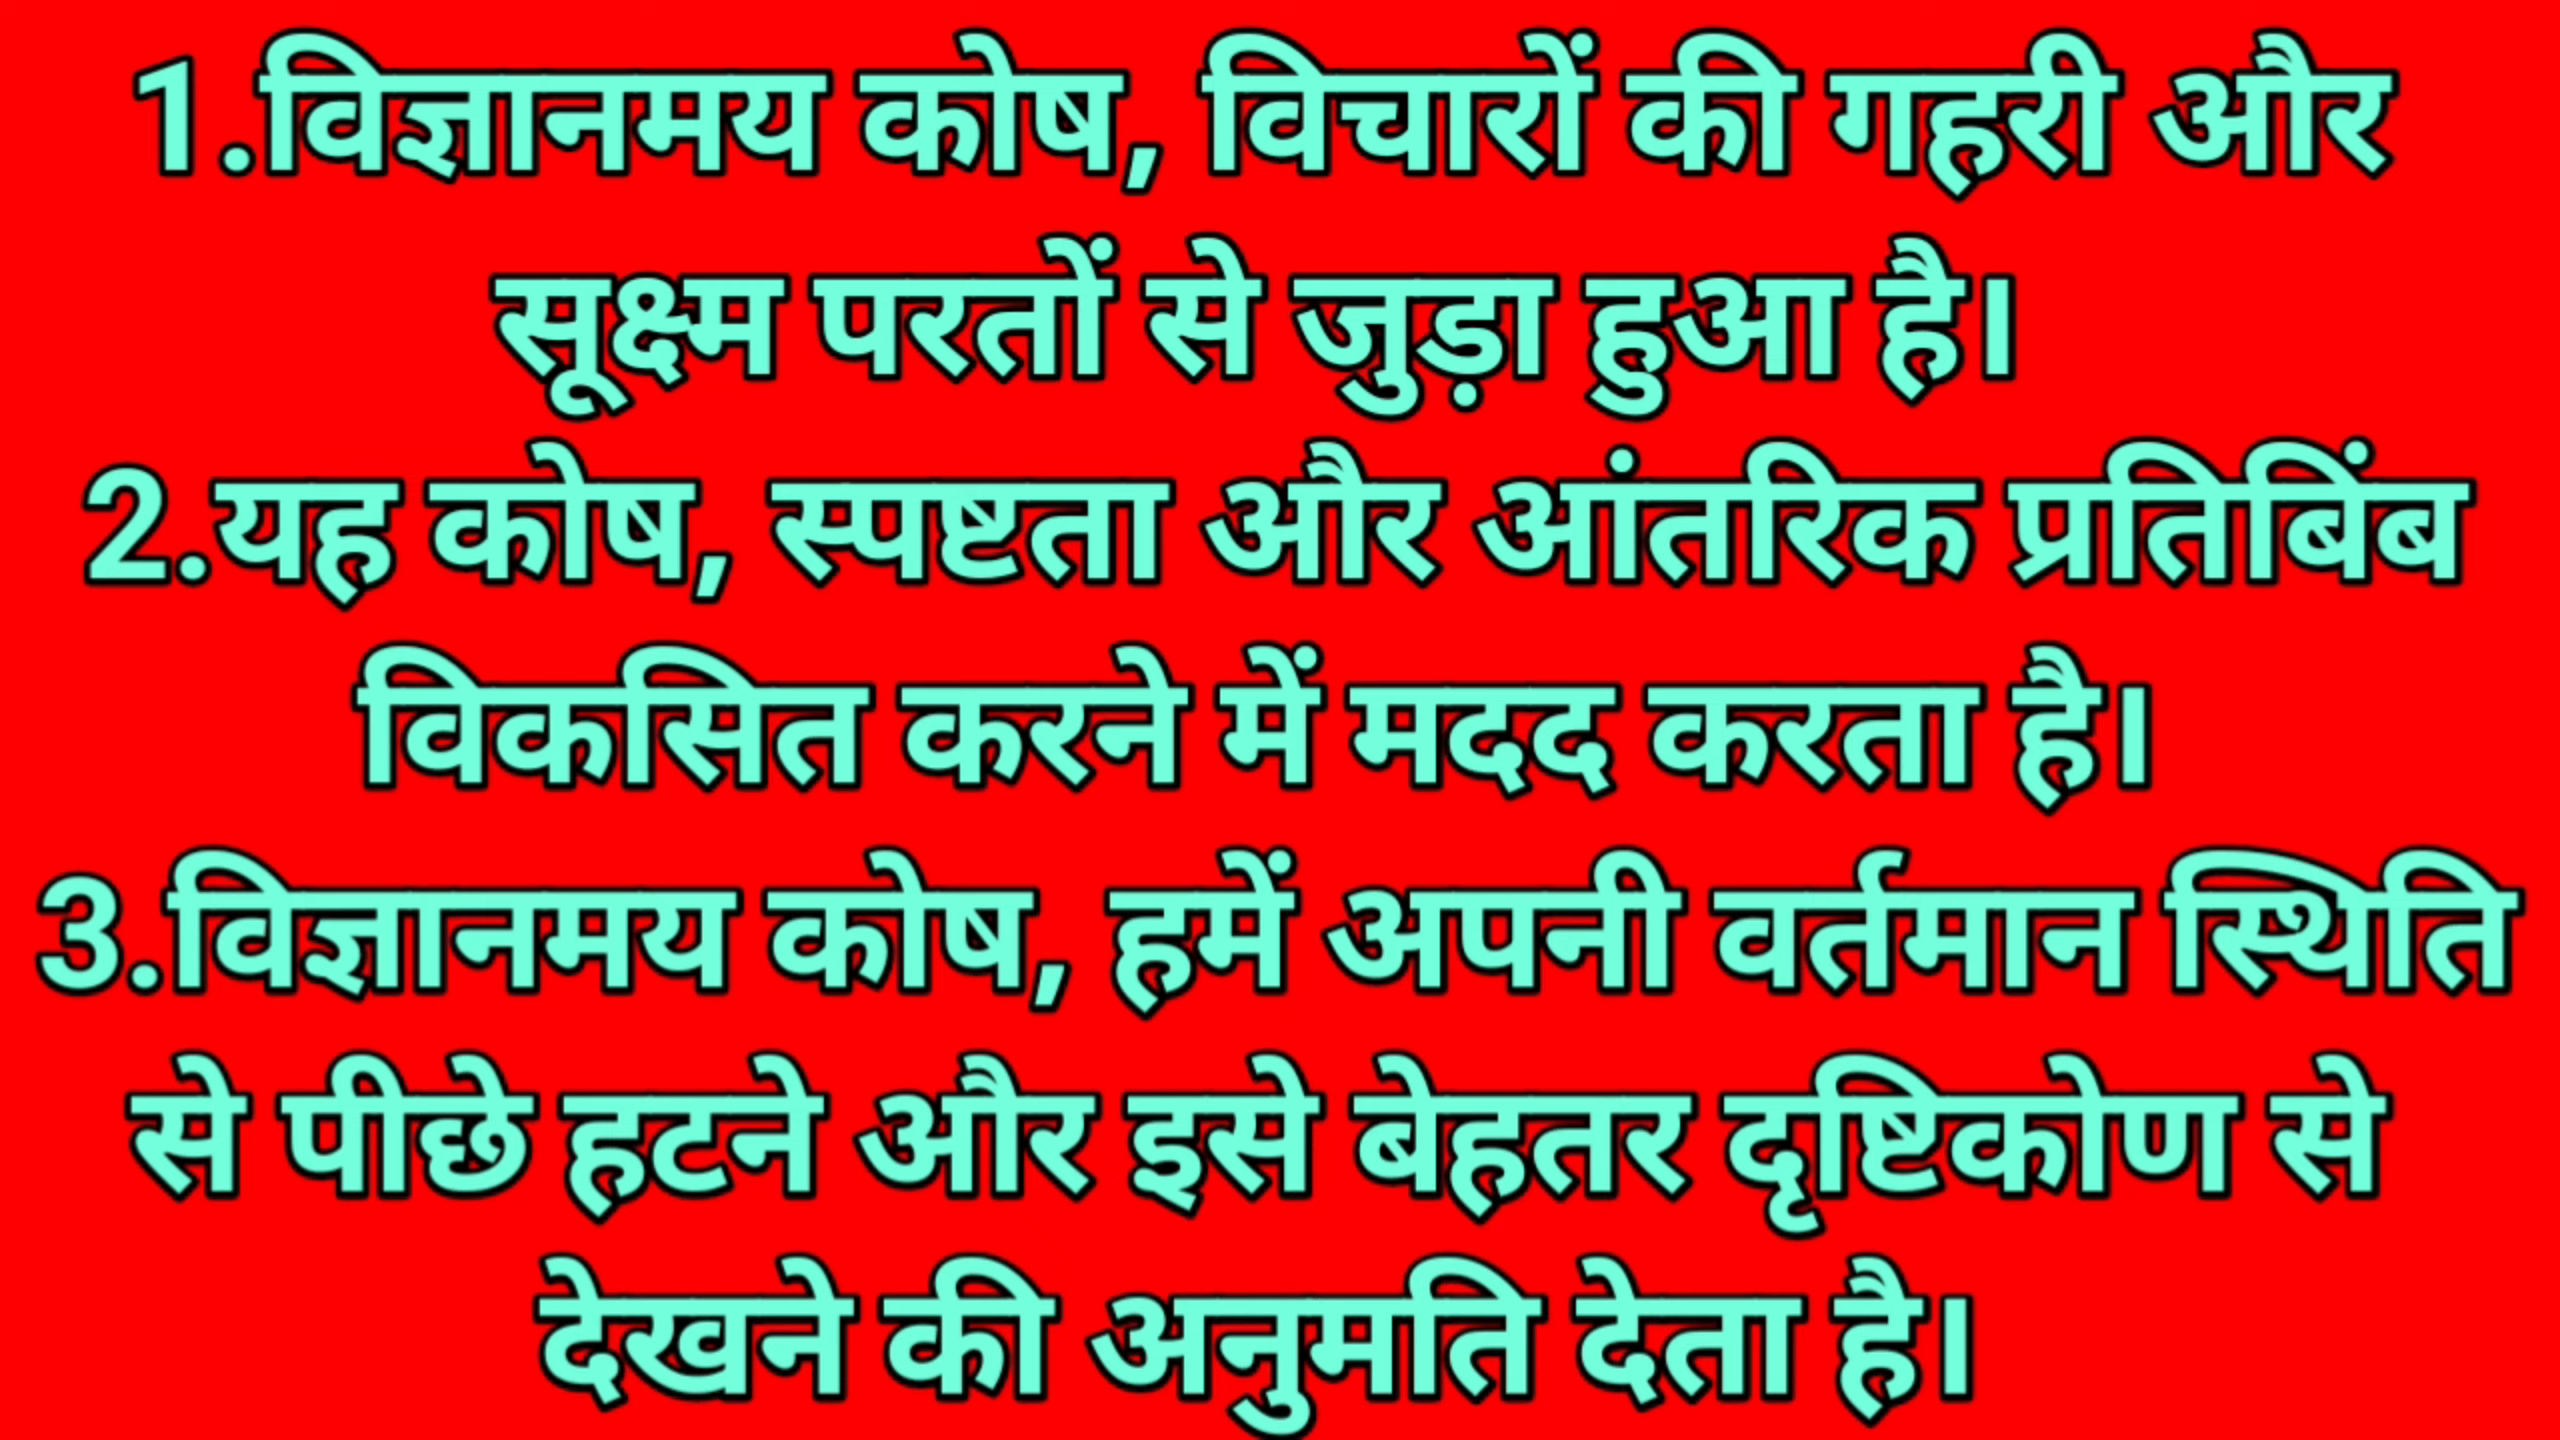 1.विज्ञानमय कोष, विचारों की गहरी और
सूक्ष्म परतों से जुड़ा हुआ है।
2.यह कोष, स्पष्टता और आंतरिक प्रतिबिंब
विकसित करने में मदद करता है।
3.विज्ञानमय कोष, हमें अपनी वर्तमान स्थिति
से पीछे हटने और इसे बेहतर दृष्टिकोण से
देखने की अनुमति देता है।